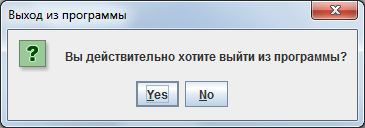 Выход из программы
Вы действительно хотите выйти из программы?
Yes No